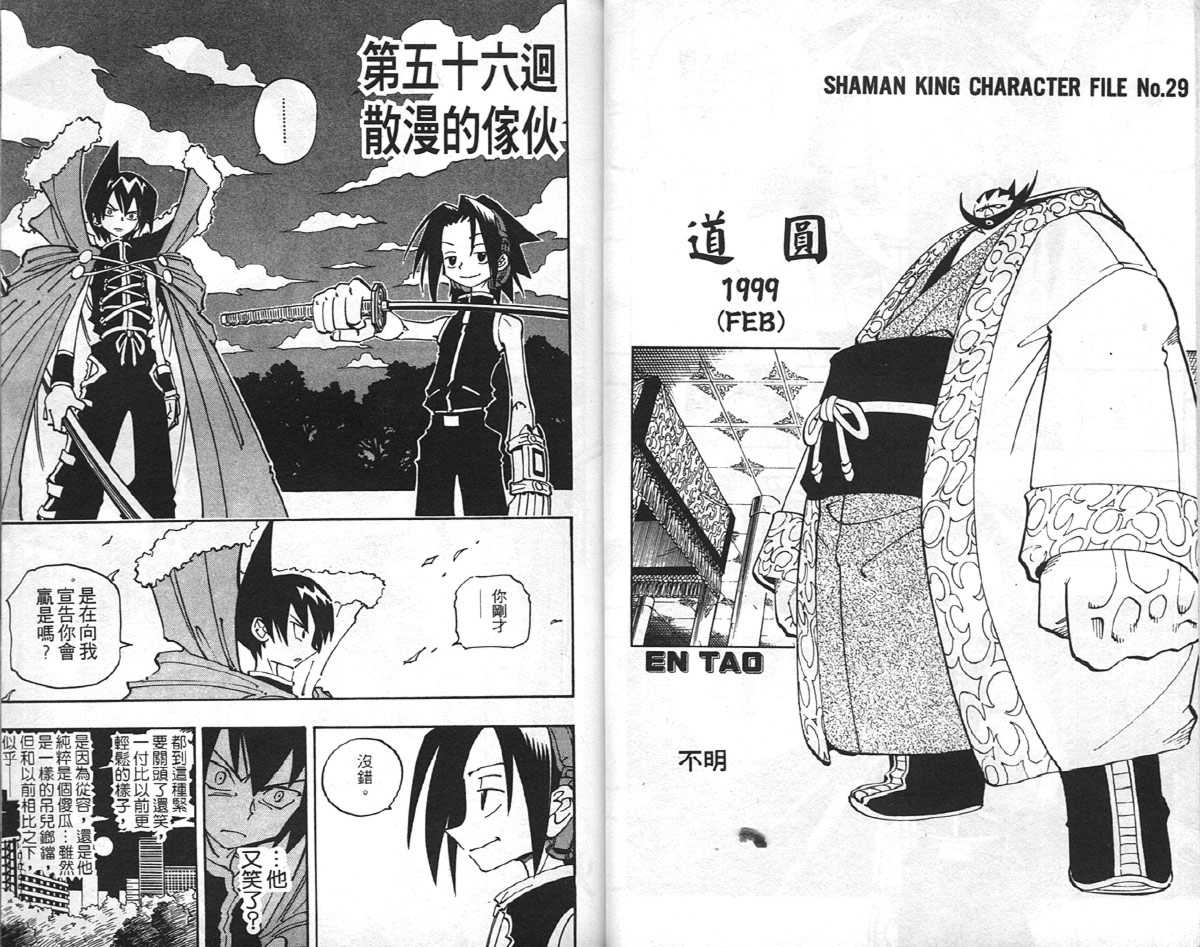 SHAMAN KING CHARACTER FILE No.29
道圓
1999
(FEB)
EN TAO
不明
第五十六迴
散漫的傢伙
………
你剛才
──
是在向我
宣告你會
贏是嗎?
沒錯。
…他
又笑了?
都到這種緊
要關頭了還笑,
一付比以前更
輕鬆的樣子,
是因為從容,還是他
純粹是個傻瓜…雖然
是一樣的吊兒鎯鐺,
但和以前相比之下,
似乎──